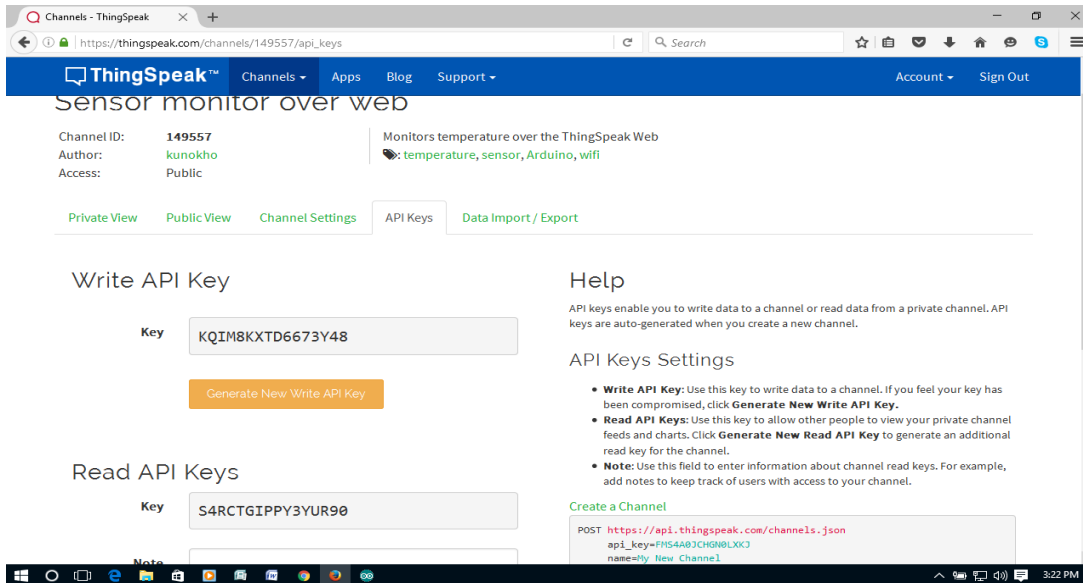 Channels - ThingSpeak
https://thingspeak.com/channels/149557/api_keys
Search
ThingSpeak™ Channels Apps Blog Support Account Sign Out
Sensor monitor over web
Channel ID: 149557
Author: kunokho
Access: Public
Monitors temperature over the ThingSpeak Web
: temperature, sensor, Arduino, wifi
Private View Public View Channel Settings API Keys Data Import / Export
Write API Key
Key KQIM8KXTD6673Y48
Generate New Write API Key
Read API Keys
Key S4RCTGIPPY3YUR90
Note
Help
API keys enable you to write data to a channel or read data from a private channel. API
keys are auto-generated when you create a new channel.
API Keys Settings
• Write API Key: Use this key to write data to a channel. If you feel your key has
been compromised, click Generate New Write API Key.
• Read API Keys: Use this key to allow other people to view your private channel
feeds and charts. Click Generate New Read API Key to generate an additional
read key for the channel.
• Note: Use this field to enter information about channel read keys. For example,
add notes to keep track of users with access to your channel.
Create a Channel
POST https://api.thingspeak.com/channels.json
api_key=FMS4A0JCHGN0LXKJ
name=My New Channel
3:22 PM